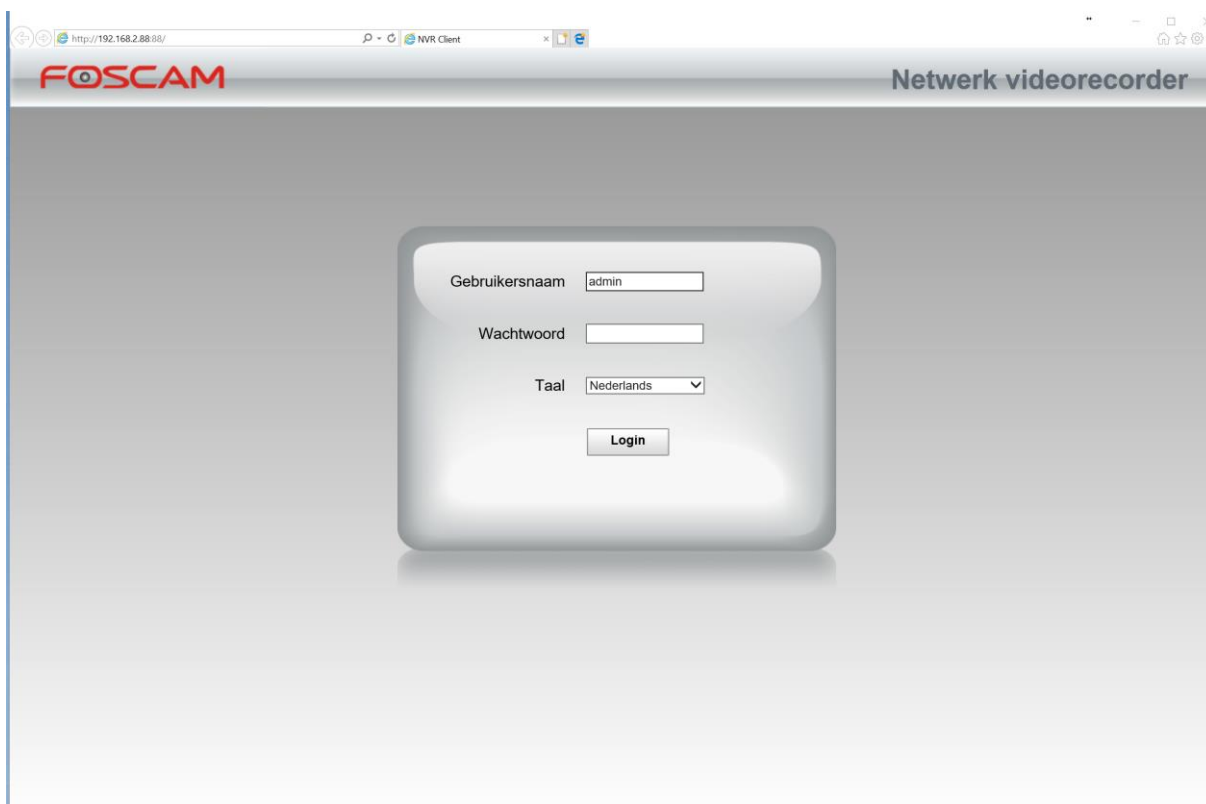 http://192.168.2.88:88/
NVR Client
FOSCAM
Netwerk videorecorder
Gebruikersnaam
admin
Wachtwoord
Taal
Nederlands
Login